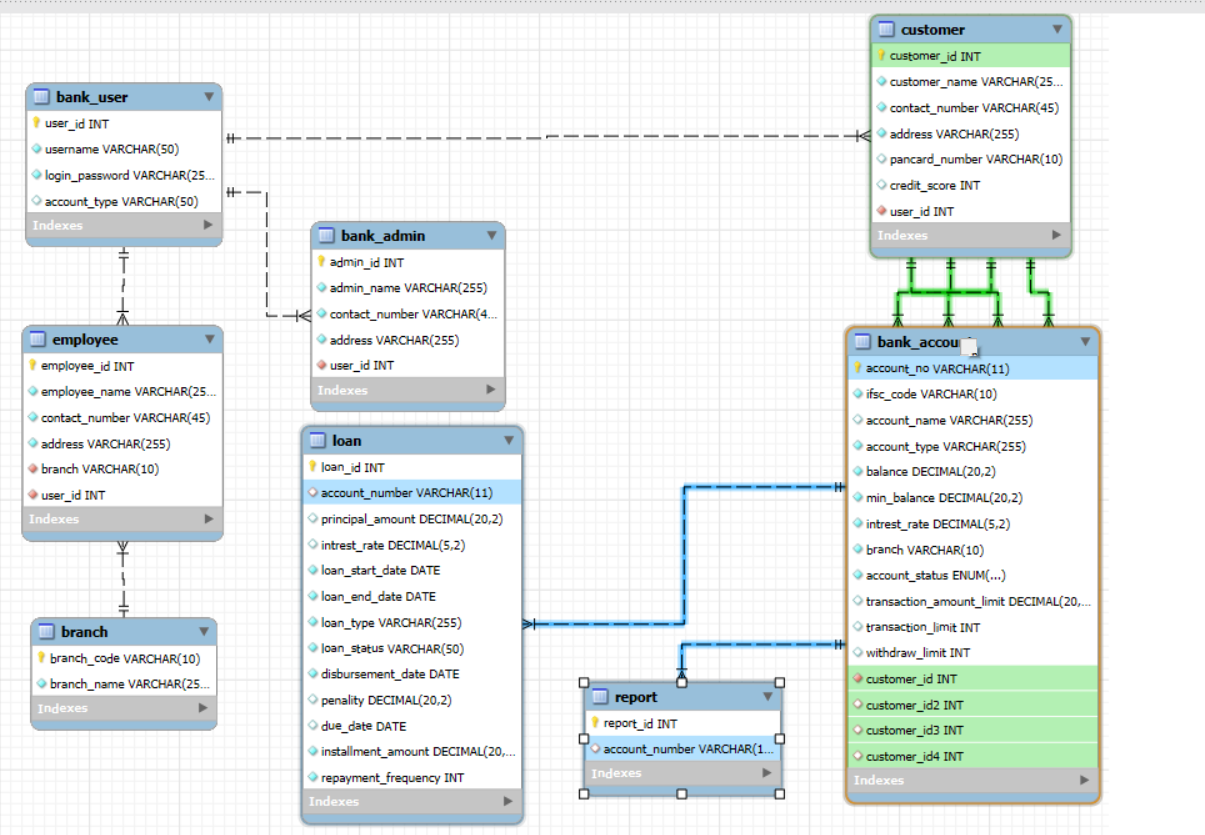 customer
customer_id INT
customer_name VARCHAR(25...
contact_number VARCHAR(45)
address VARCHAR(255)
pancard_number VARCHAR(10)
credit_score INT
user_id INT
Indexes
bank_user
user_id INT
username VARCHAR(50)
login_password VARCHAR(25...
account_type VARCHAR(50)
Indexes
bank_admin
admin_id INT
admin_name VARCHAR(255)
contact_number VARCHAR(4...
address VARCHAR(255)
user_id INT
Indexes
employee
employee_id INT
employee_name VARCHAR(25...
contact_number VARCHAR(45)
address VARCHAR(255)
branch VARCHAR(10)
user_id INT
Indexes
bank_accou
account_no VARCHAR(11)
ifsc_code VARCHAR(10)
account_name VARCHAR(255)
account_type VARCHAR(255)
balance DECIMAL(20,2)
min_balance DECIMAL(20,2)
intrest_rate DECIMAL(5,2)
branch VARCHAR(10)
account_status ENUM(...)
transaction_amount_limit DECIMAL(20,...
transaction_limit INT
withdraw_limit INT
customer_id INT
customer_id2 INT
customer_id3 INT
customer_id4 INT
Indexes
loan
loan_id INT
account_number VARCHAR(11)
principal_amount DECIMAL(20,2)
intrest_rate DECIMAL(5,2)
loan_start_date DATE
loan_end_date DATE
loan_type VARCHAR(255)
loan_status VARCHAR(50)
disbursement_date DATE
penality DECIMAL(20,2)
due_date DATE
installment_amount DECIMAL(20,...
repayment_frequency INT
Indexes
branch
branch_code VARCHAR(10)
branch_name VARCHAR(25...
Indexes
report
report_id INT
account_number VARCHAR(1...
Indexes